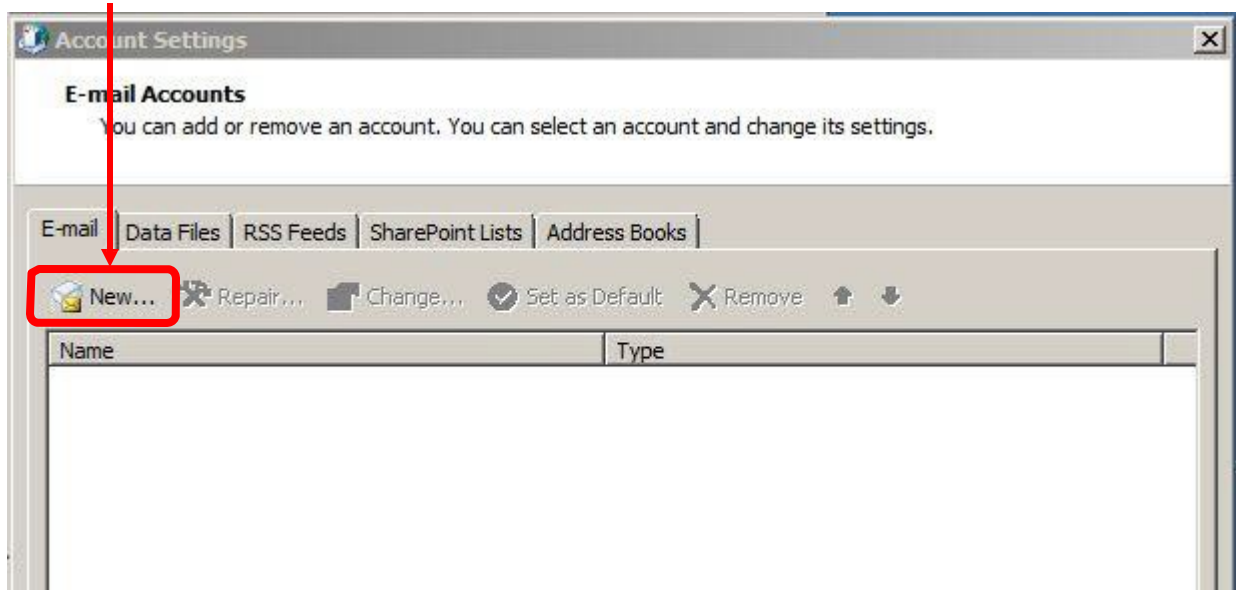 Account Settings
E-mail Accounts
You can add or remove an account. You can select an account and change its settings.
E-mail Data Files RSS Feeds SharePoint Lists Address Books
New... Repair... Change... Set as Default Remove
Name Type